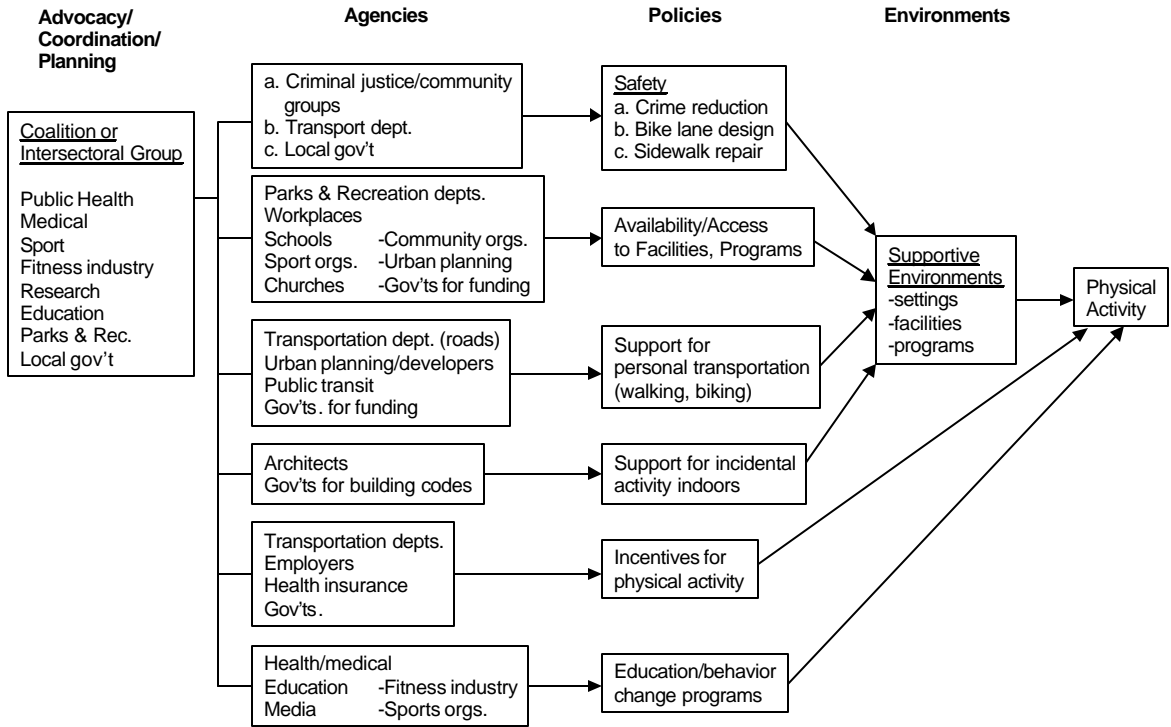 Advocacy/
Coordination/
Planning
Agencies
Policies
Environments
Coalition or
Intersectoral Group
Public Health
Medical
Sport
Fitness industry
Research
Education
Parks & Rec.
Local gov't
a. Criminal justice/community
groups
b. Transport dept.
c. Local gov't
Parks & Recreation depts.
Workplaces
Schools -Community orgs.
Sport orgs. -Urban planning
Churches -Gov'ts for funding
Transportation dept. (roads)
Urban planning/developers
Public transit
Gov'ts. for funding
Architects
Gov'ts for building codes
Transportation depts.
Employers
Health insurance
Gov'ts.
Health/medical
Education -Fitness industry
Media -Sports orgs.
Safety
a. Crime reduction
b. Bike lane design
c. Sidewalk repair
Availability/Access
to Facilities, Programs
Support for
personal transportation
(walking, biking)
Support for incidental
activity indoors
Incentives for
physical activity
Education/behavior
change programs
Supportive
Environments
-settings
-facilities
-programs
Physical
Activity